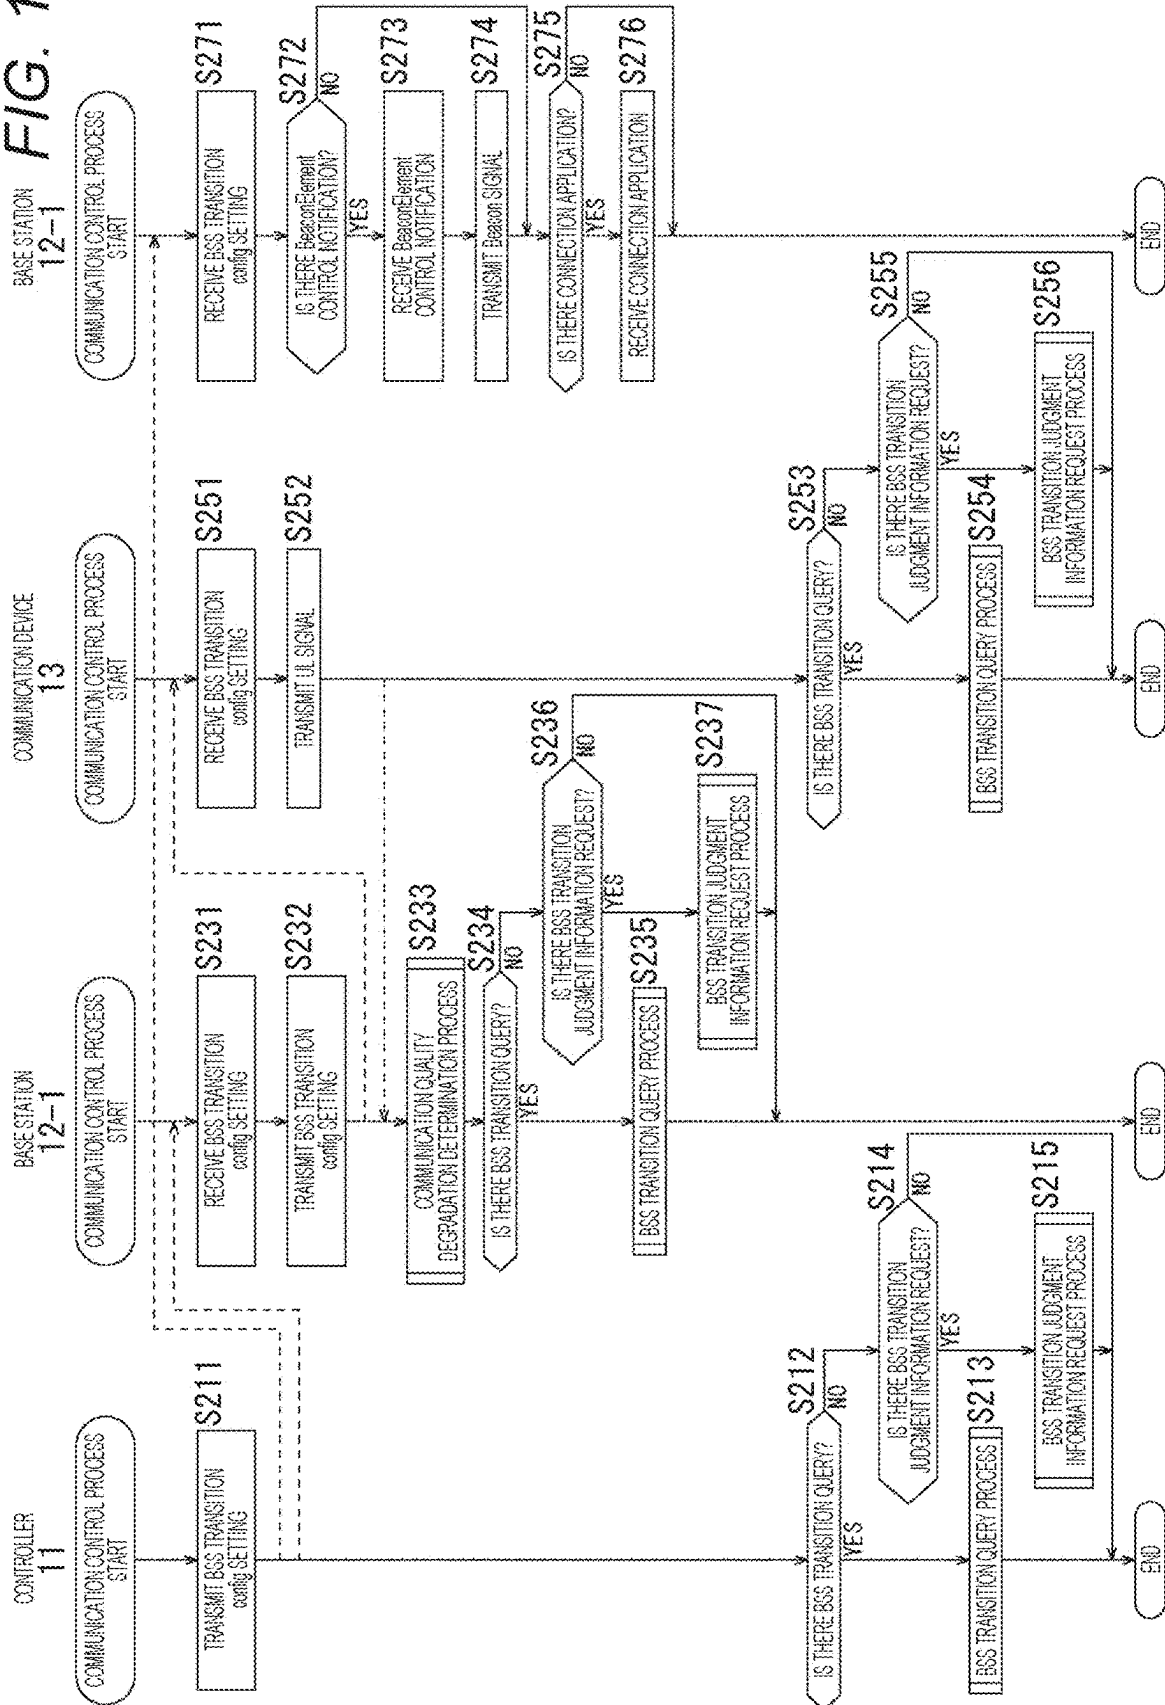 FIG. 1
CONTROLLER
11
COMMUNICATION CONTROL PROCESS
START
TRANSMIT BSS TRANSITION
config SETTING
S211
IS THERE BSS TRANSITION QUERY?
S212
NO
YES
IS THERE BSS TRANSITION
JUDGMENT INFORMATION REQUEST?
S214
NO
YES
BSS TRANSITION QUERY PROCESS
S213
BSS TRANSITION JUDGMENT
INFORMATION REQUEST PROCESS
S215
END
BASE STATION
12-1
COMMUNICATION CONTROL PROCESS
START
RECEIVE BSS TRANSITION
config SETTING
S231
TRANSMIT BSS TRANSITION
config SETTING
S232
COMMUNICATION QUALITY
DEGRADATION DETERMINATION PROCESS
S233
IS THERE BSS TRANSITION QUERY?
S234
NO
YES
IS THERE BSS TRANSITION
JUDGMENT INFORMATION REQUEST?
S236
NO
YES
BSS TRANSITION QUERY PROCESS
S235
BSS TRANSITION JUDGMENT
INFORMATION REQUEST PROCESS
S237
END
COMMUNICATION DEVICE
13
COMMUNICATION CONTROL PROCESS
START
RECEIVE BSS TRANSITION
config SETTING
S251
TRANSMIT UL SIGNAL
S252
IS THERE BSS TRANSITION QUERY?
S253
NO
YES
IS THERE BSS TRANSITION
JUDGMENT INFORMATION REQUEST?
S255
NO
YES
BSS TRANSITION QUERY PROCESS
S254
BSS TRANSITION JUDGMENT
INFORMATION REQUEST PROCESS
S256
END
BASE STATION
12-1
COMMUNICATION CONTROL PROCESS
START
RECEIVE BSS TRANSITION
config SETTING
S271
IS THERE BeaconElement
CONTROL NOTIFICATION?
S272
NO
YES
RECEIVE BeaconElement
CONTROL NOTIFICATION
S273
TRANSMIT Beacon SIGNAL
S274
IS THERE CONNECTION APPLICATION?
S275
NO
YES
RECEIVE CONNECTION APPLICATION
S276
END